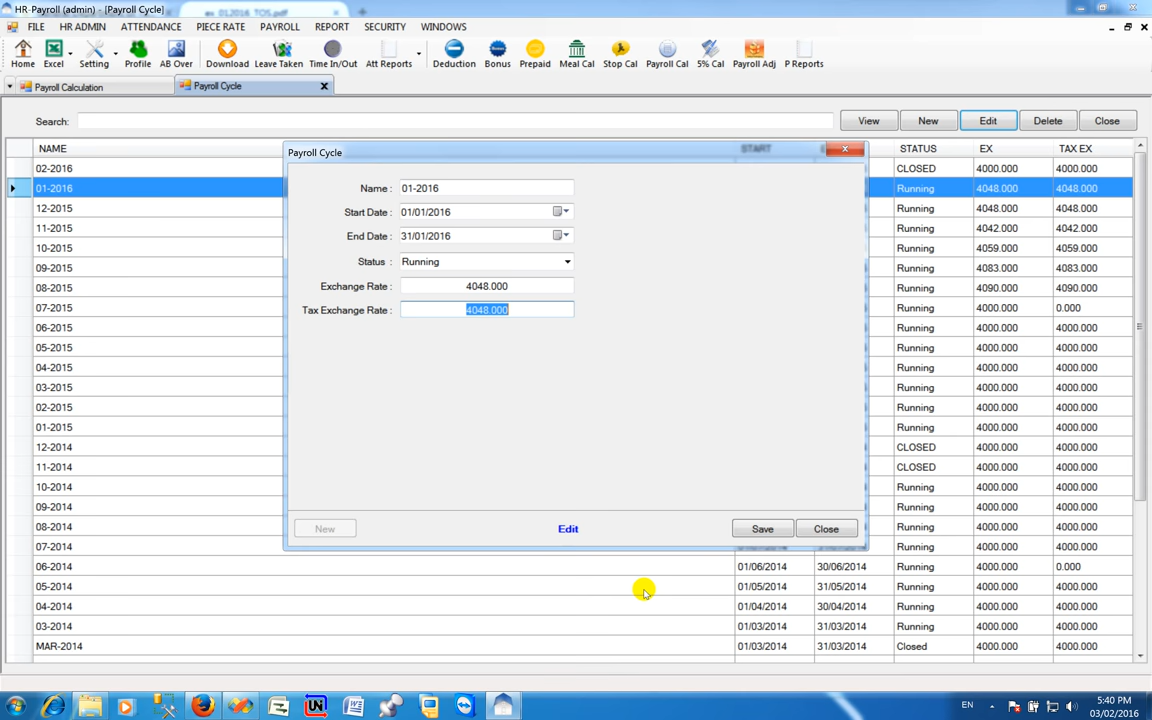 HR-Payroll (admin) - [Payroll Cycle]
ex_012016_TOS.pdf
FILE HR ADMIN ATTENDANCE PIECE RATE PAYROLL REPORT SECURITY WINDOWS
Home Excel Setting Profile AB Over Download Leave Taken Time In/Out Att Reports Deduction Bonus Prepaid Meal Cal Stop Cal Payroll Cal 5% Cal Payroll Adj P Reports
Payroll Calculation Payroll Cycle
Search: View New Edit Delete Close
NAME START STATUS EX TAX EX
02-2016 CLOSED 4000.000 4000.000
01-2016 Running 4048.000 4048.000
12-2015 Running 4048.000 4048.000
11-2015 Running 4042.000 4042.000
10-2015 Running 4059.000 4059.000
09-2015 Running 4083.000 4083.000
08-2015 Running 4090.000 4090.000
07-2015 Running 4000.000 0.000
06-2015 Running 4000.000 4000.000
05-2015 Running 4000.000 4000.000
04-2015 Running 4000.000 4000.000
03-2015 Running 4000.000 4000.000
02-2015 Running 4000.000 4000.000
01-2015 Running 4000.000 4000.000
12-2014 CLOSED 4000.000 4000.000
11-2014 CLOSED 4000.000 4000.000
10-2014 Running 4000.000 4000.000
09-2014 Running 4000.000 4000.000
08-2014 Running 4000.000 4000.000
07-2014 Running 4000.000 4000.000
06-2014 01/06/2014 30/06/2014 Running 4000.000 0.000
05-2014 01/05/2014 31/05/2014 Running 4000.000 4000.000
04-2014 01/04/2014 30/04/2014 Running 4000.000 4000.000
03-2014 01/03/2014 31/03/2014 Running 4000.000 4000.000
MAR-2014 01/03/2014 31/03/2014 Closed 4000.000 4000.000
Payroll Cycle
Name : 01-2016
Start Date : 01/01/2016
End Date : 31/01/2016
Status : Running
Exchange Rate : 4048.000
Tax Exchange Rate : 4048.000
New Edit Save Close
EN 5:40 PM
03/02/2016